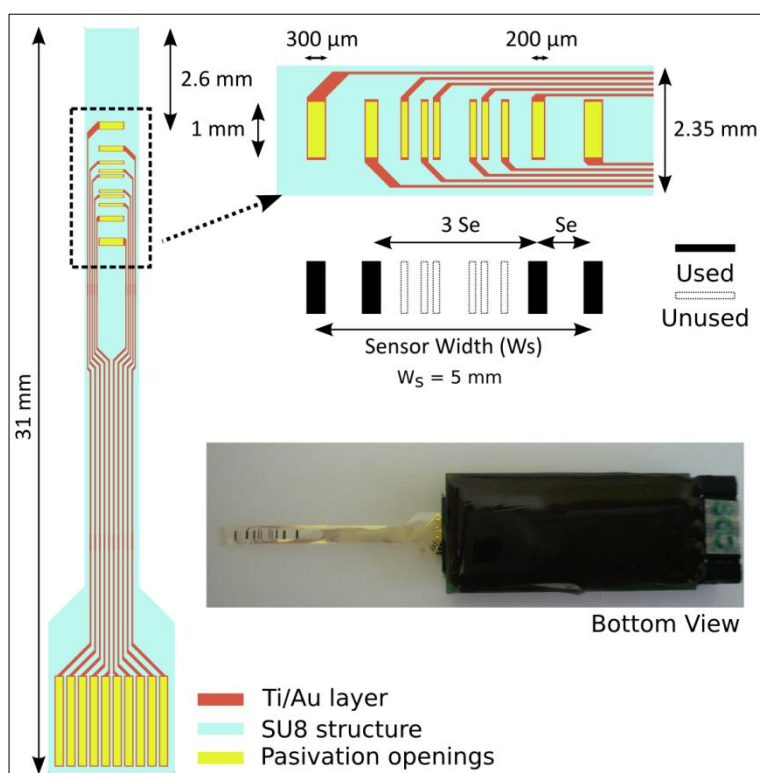 300 µm
200 µm
2.6 mm
1 mm
2.35 mm
3 Se
Se
Used
Unused
Sensor Width (Ws)
W_S = 5 mm
31 mm
Bottom View
Ti/Au layer
SU8 structure
Pasivation openings